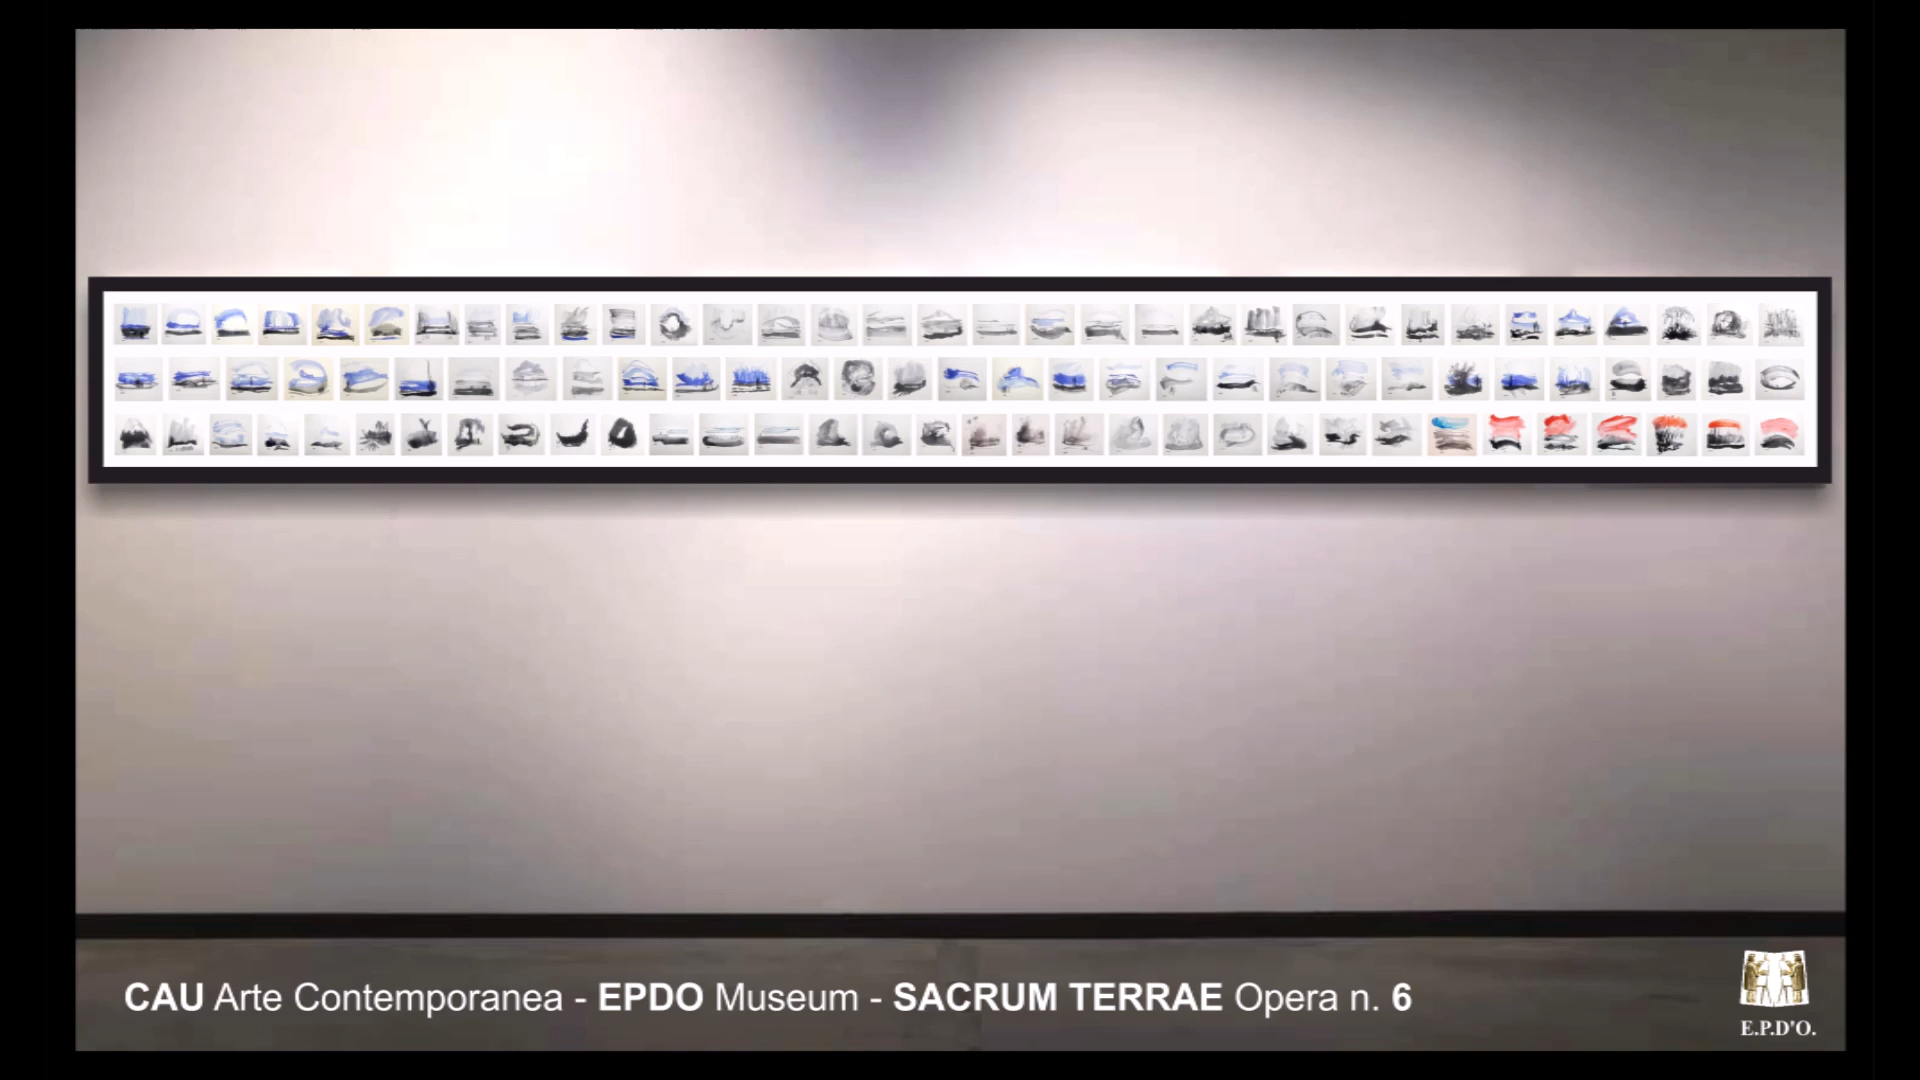 CAU Arte Contemporanea - EPDO Museum - SACRUM TERRAE Opera n. 6
E.P.D'O.